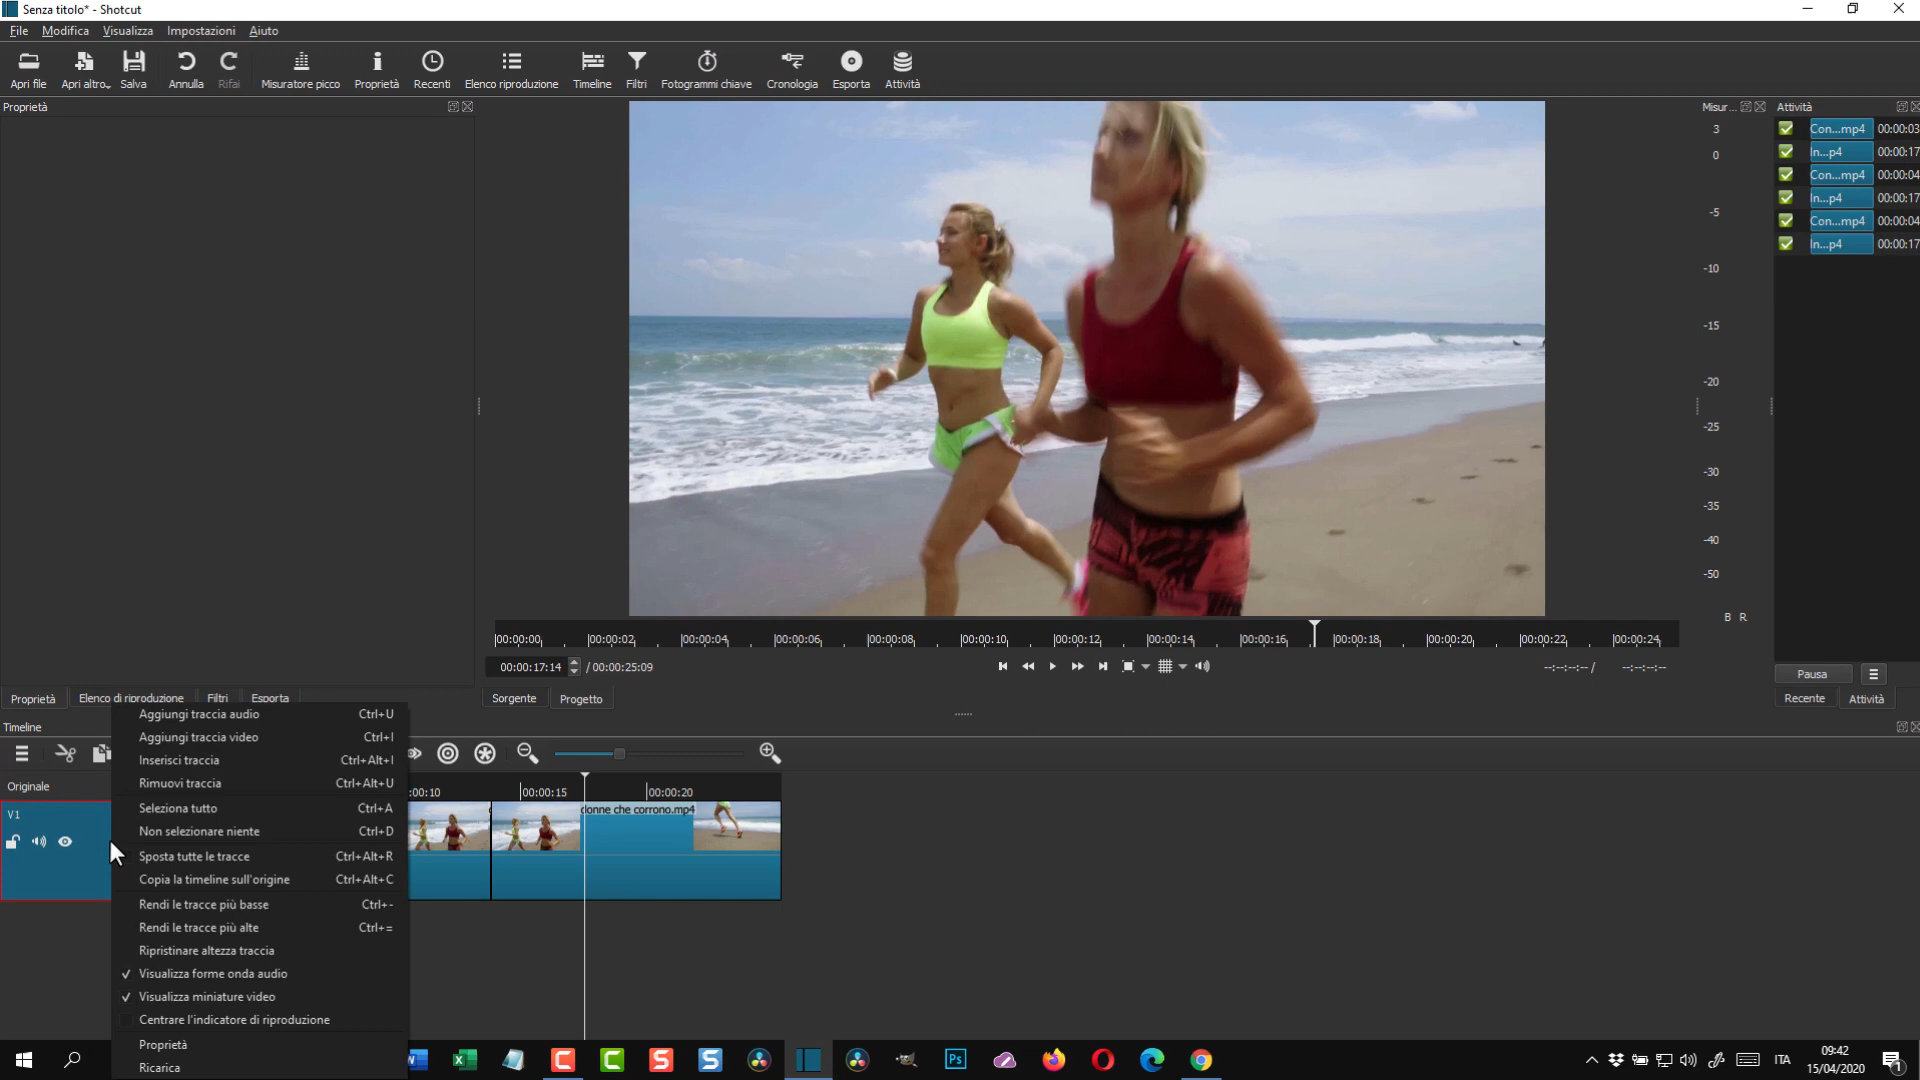 Senza titolo* - Shotcut
File Modifica Visualizza Impostazioni Aiuto
Apri file Apri altro Salva Annulla Rifai Misuratore picco Proprietà Recenti Elenco riproduzione Timeline Filtri Fotogrammi chiave Cronologia Esporta Attività
Proprietà
Misur...
Attività
3
0
-5
-10
-15
-20
-25
-30
-35
-40
-50
B R
Con...mp4 00:00:03
In...p4 00:00:17
Con...mp4 00:00:04
In...p4 00:00:17
Con...mp4 00:00:04
In...p4 00:00:17
00:00:00 00:00:02 00:00:04 00:00:06 00:00:08 00:00:10 00:00:12 00:00:14 00:00:16 00:00:18 00:00:20 00:00:22 00:00:24
00:00:17:14 / 00:00:25:09
--:--:--:-- / --:--:--:--
Pausa
Proprietà Elenco di riproduzione Filtri Esporta
Sorgente Progetto
Recente Attività
Timeline
Originale
V1
:00:10 00:00:15 00:00:20
donne che corrono.mp4
Aggiungi traccia audio Ctrl+U
Aggiungi traccia video Ctrl+I
Inserisci traccia Ctrl+Alt+I
Rimuovi traccia Ctrl+Alt+U
Seleziona tutto Ctrl+A
Non selezionare niente Ctrl+D
Sposta tutte le tracce Ctrl+Alt+R
Copia la timeline sull'origine Ctrl+Alt+C
Rendi le tracce più basse Ctrl+-
Rendi le tracce più alte Ctrl+=
Ripristinare altezza traccia
Visualizza forme onda audio
Visualizza miniature video
Centrare l'indicatore di riproduzione
Proprietà
Ricarica
Ps
ITA
09:42
15/04/2020
1